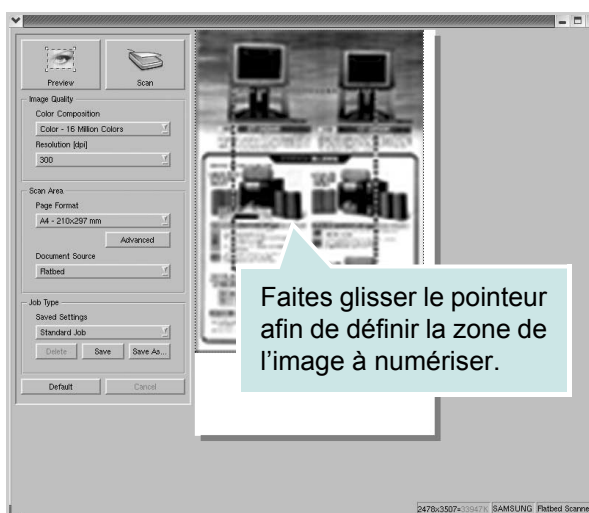 Preview
Scan
Image Quality
Color Composition
Color - 16 Million Colors
Resolution [dpi]
300
Scan Area
Page Format
A4 - 210x297 mm
Advanced
Document Source
Flatbed
Job Type
Saved Settings
Standard Job
Delete
Save
Save As...
Default
Cancel
Faites glisser le pointeur
afin de définir la zone de
l'image à numériser.
2478x3507=33947K
SAMSUNG
Flatbed Scanne